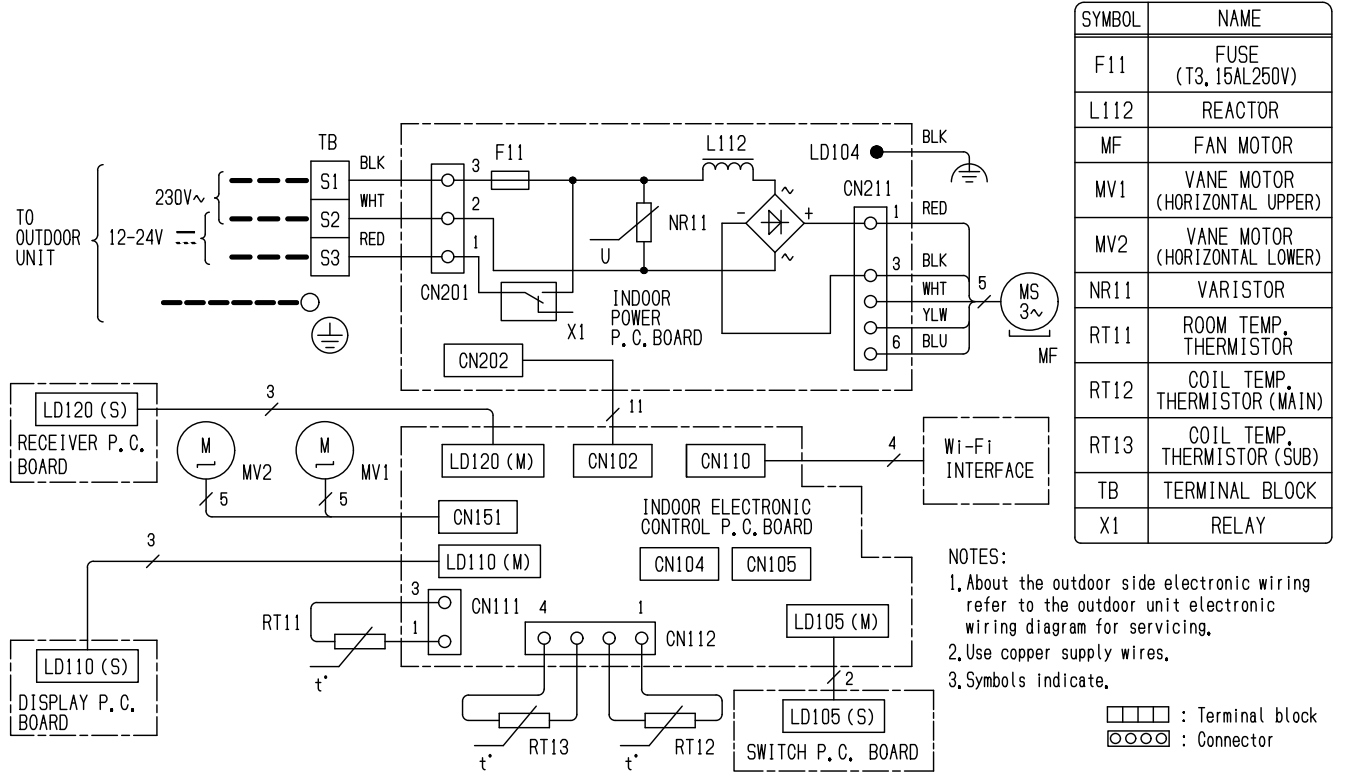 SYMBOL NAME
F11 FUSE
(T3.15AL250V)
L112 REACTOR
MF FAN MOTOR
MV1 VANE MOTOR
(HORIZONTAL UPPER)
MV2 VANE MOTOR
(HORIZONTAL LOWER)
NR11 VARISTOR
RT11 ROOM TEMP.
THERMISTOR
RT12 COIL TEMP.
THERMISTOR (MAIN)
RT13 COIL TEMP.
THERMISTOR (SUB)
TB TERMINAL BLOCK
X1 RELAY
TO
OUTDOOR
UNIT
230V~
12-24V ⎓
TB
S1
S2
S3
BLK
WHT
RED
3
2
1
CN201
F11
L112
NR11
U
X1
~
-
+
~
INDOOR
POWER
P.C.BOARD
LD104
BLK
CN211
1
3
6
RED
BLK
WHT
YLW
BLU
5
MS
3~
MF
CN202
11
LD120 (S)
RECEIVER P.C.
BOARD
3
M
MV2
5
M
MV1
5
LD120 (M)
CN102
CN110
4
Wi-Fi
INTERFACE
CN151
INDOOR ELECTRONIC
CONTROL P.C.BOARD
LD110 (M)
3
CN104
CN105
RT11
t°
3
1
CN111
4
1
CN112
LD105 (M)
2
LD110 (S)
DISPLAY P.C.
BOARD
t°
RT13
t°
RT12
LD105 (S)
SWITCH P.C. BOARD
NOTES:
1.About the outdoor side electronic wiring
refer to the outdoor unit electronic
wiring diagram for servicing.
2.Use copper supply wires.
3.Symbols indicate.
: Terminal block
: Connector